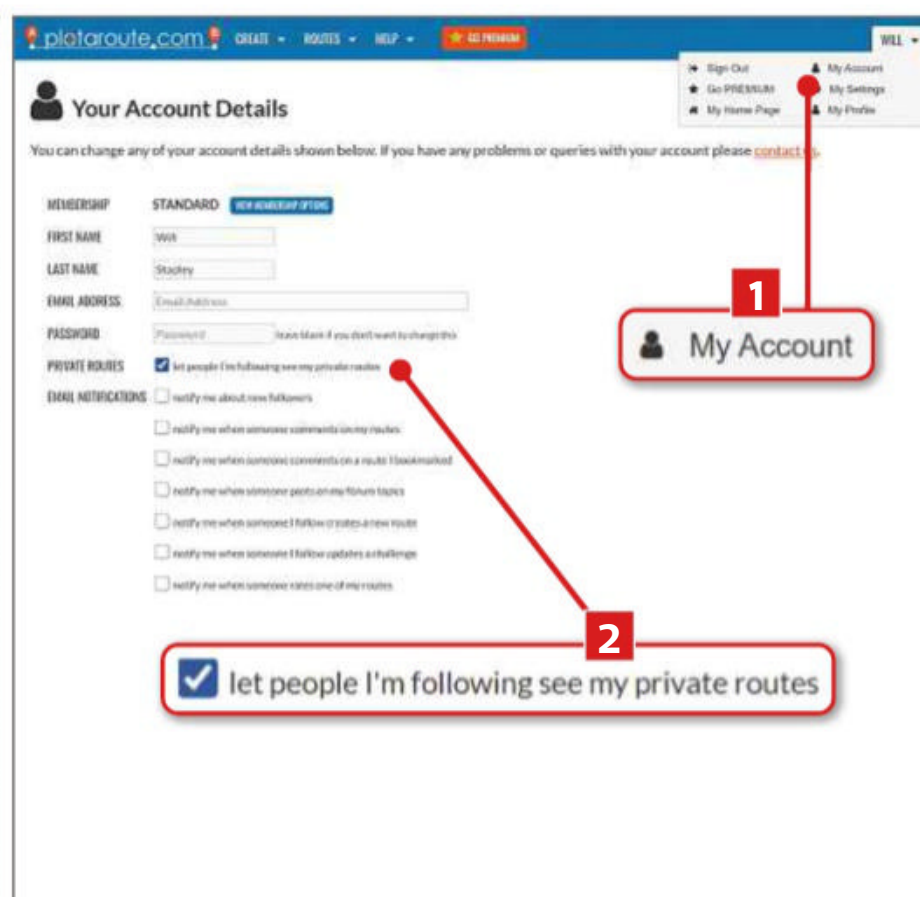 plotaroute.com CREATE ROUTES HELP GO PREMIUM WILL
Sign Out My Account
Go PREMIUM My Settings
My Home Page My Profile
Your Account Details
You can change any of your account details shown below. If you have any problems or queries with your account please contact us.
MEMBERSHIP STANDARD VIEW MEMBERSHIP OPTIONS
FIRST NAME Will
LAST NAME Stapley
EMAIL ADDRESS Email Address
PASSWORD Password leave blank if you don't want to change this
PRIVATE ROUTES let people I'm following see my private routes
EMAIL NOTIFICATIONS notify me about new followers
notify me when someone comments on my routes
notify me when someone comments on a route I bookmarked
notify me when someone posts on my forum topics
notify me when someone I follow creates a new route
notify me when someone I follow updates a challenge
notify me when someone rates one of my routes
1
My Account
2
let people I'm following see my private routes